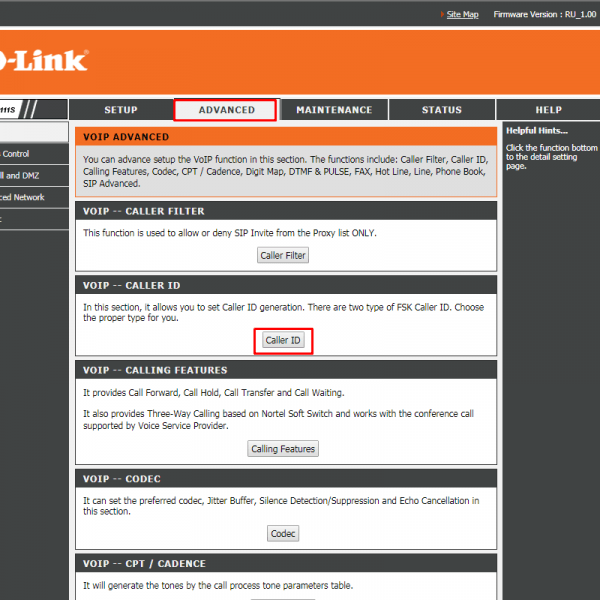 Site Map Firmware Version : RU_1.00
D-Link
SETUP ADVANCED MAINTENANCE STATUS HELP
Control
ll and DMZ
ced Network
VOIP ADVANCED
You can advance setup the VoIP function in this section. The functions include: Caller Filter, Caller ID,
Calling Features, Codec, CPT / Cadence, Digit Map, DTMF & PULSE, FAX, Hot Line, Line, Phone Book,
SIP Advanced.
VOIP -- CALLER FILTER
This function is used to allow or deny SIP Invite from the Proxy list ONLY.
Caller Filter
VOIP -- CALLER ID
In this section, it allows you to set Caller ID generation. There are two type of FSK Caller ID. Choose
the proper type for you.
Caller ID
VOIP -- CALLING FEATURES
It provides Call Forward, Call Hold, Call Transfer and Call Waiting.
It also provides Three-Way Calling based on Nortel Soft Switch and works with the conference call
supported by Voice Service Provider.
Calling Features
VOIP -- CODEC
It can set the preferred codec, Jitter Buffer, Silence Detection/Suppression and Echo Cancellation in
this section.
Codec
VOIP -- CPT / CADENCE
It will generate the tones by the call process tone parameters table.
Helpful Hints...
Click the function bottom
to the detail setting
page.